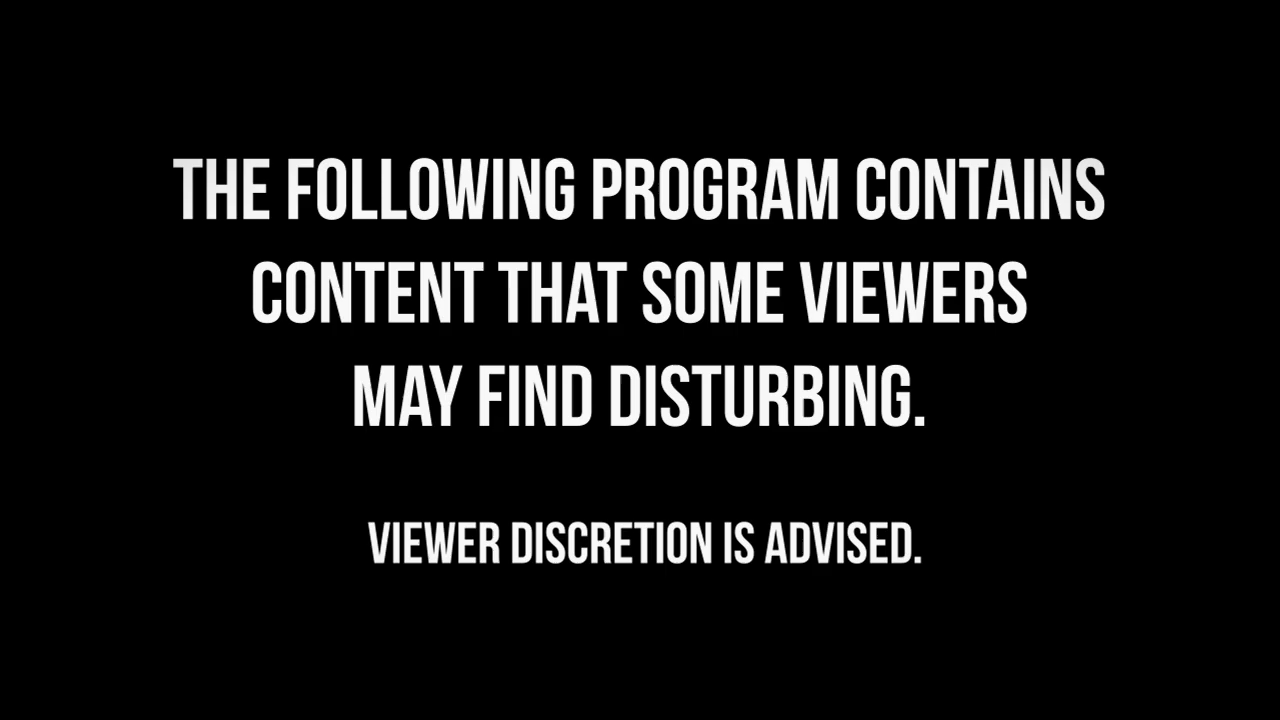 THE FOLLOWING PROGRAM CONTAINS
CONTENT THAT SOME VIEWERS
MAY FIND DISTURBING.
VIEWER DISCRETION IS ADVISED.